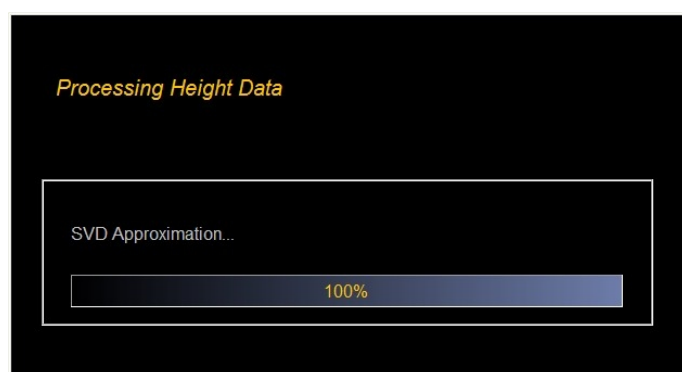 Processing Height Data
SVD Approximation...
100%